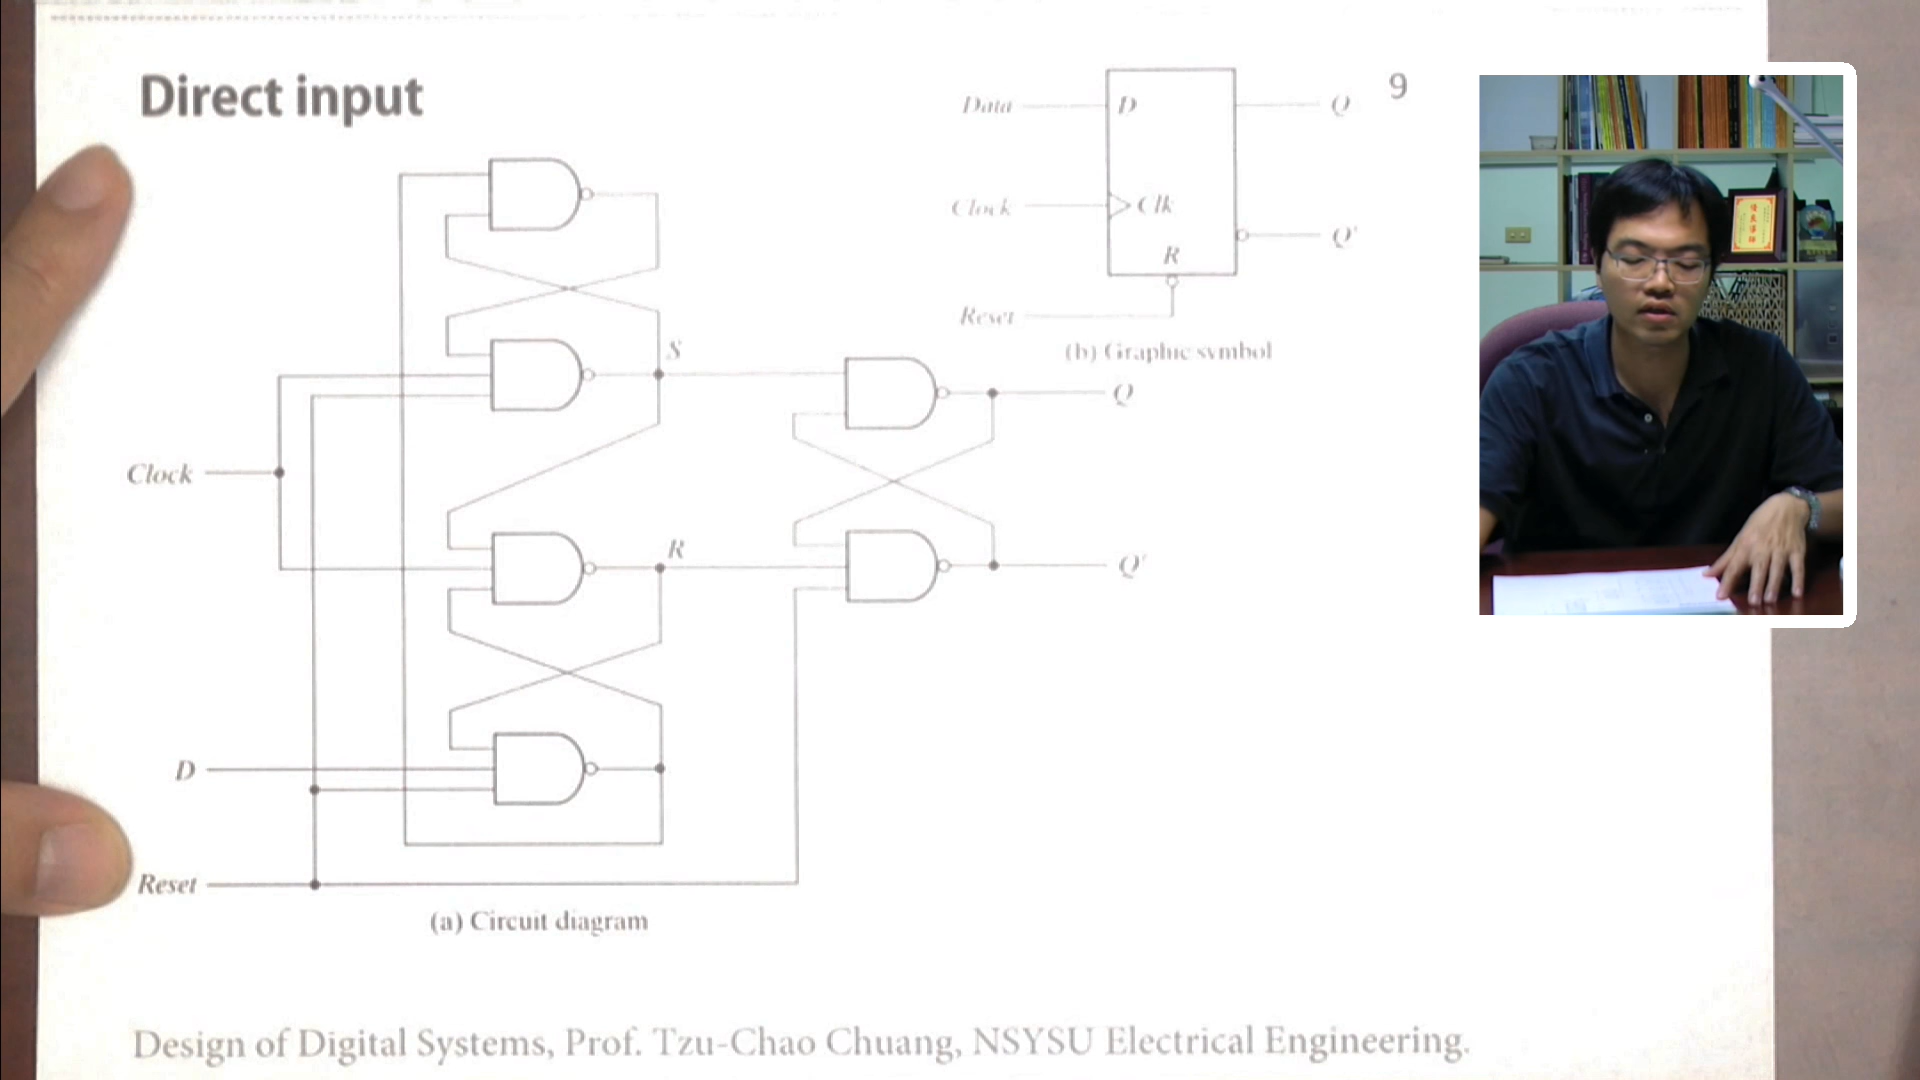 Direct input
9
Data
D
Q
Clock
Clk
Q'
R
Reset
(b) Graphic symbol
S
Q
Clock
R
Q'
D
Reset
(a) Circuit diagram
Design of Digital Systems, Prof. Tzu-Chao Chuang, NSYSU Electrical Engineering.